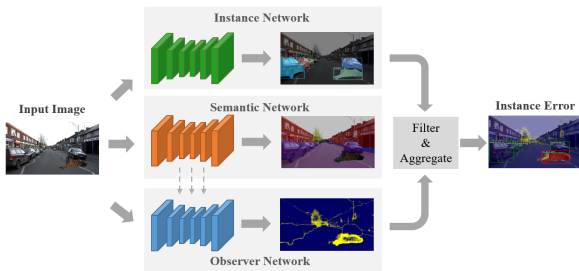 Instance Network
Input Image
Semantic Network
Instance Error
Filter
&
Aggregate
Observer Network